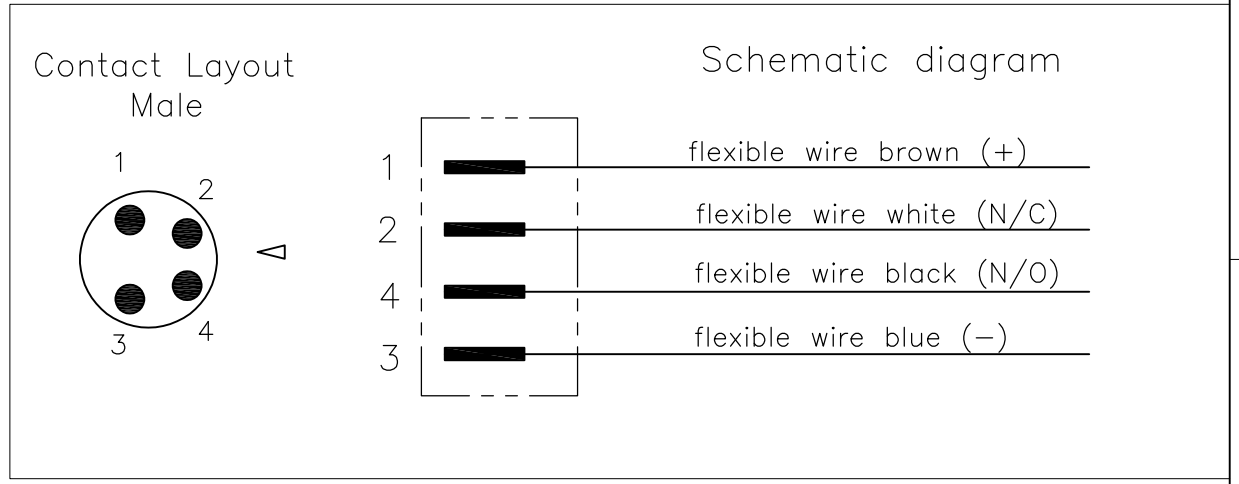 Contact Layout
Male
1
2
3
4
Schematic diagram
1 flexible wire brown (+)
2 flexible wire white (N/C)
4 flexible wire black (N/O)
3 flexible wire blue (−)